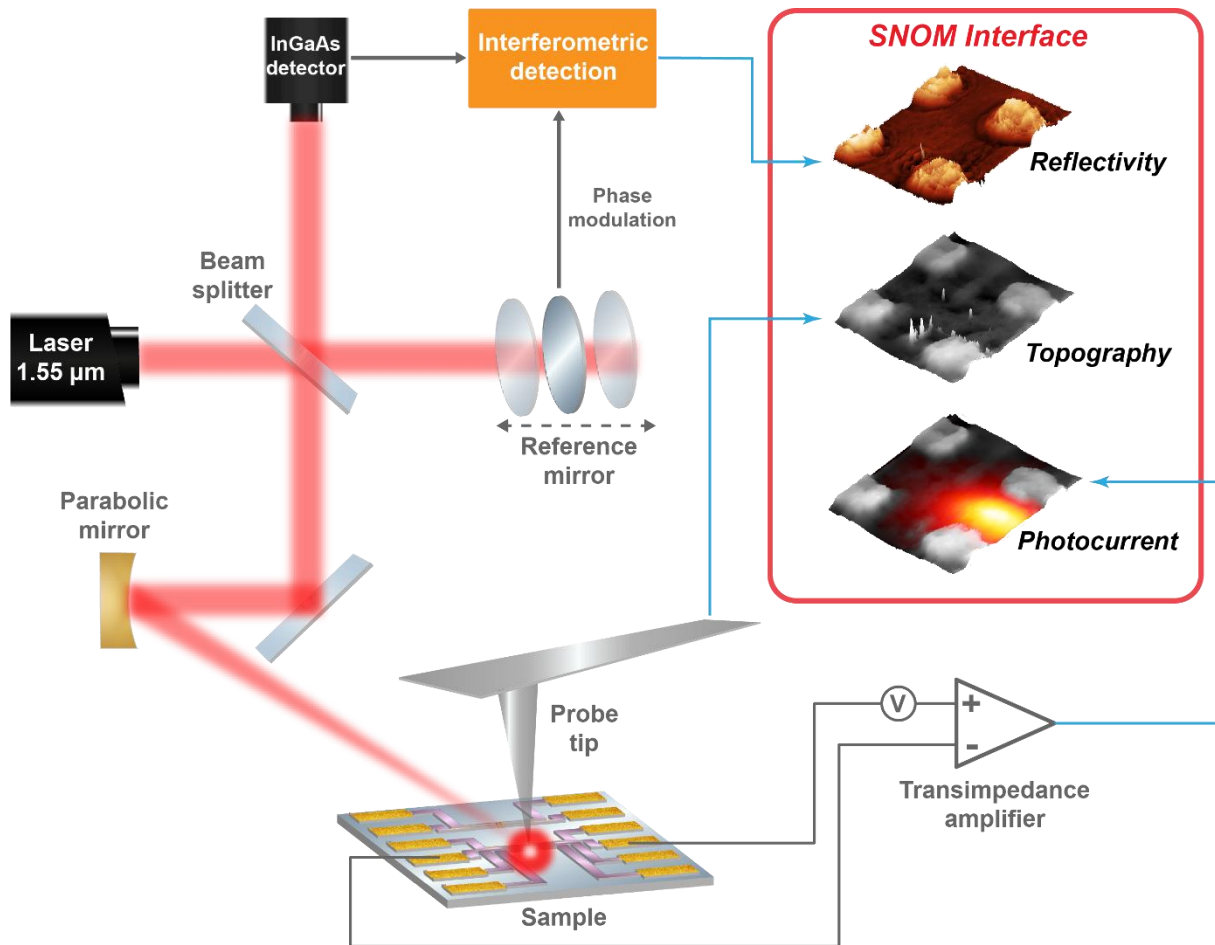 InGaAs
detector
Interferometric
detection
SNOM Interface
Reflectivity
Phase
modulation
Beam
splitter
Laser
1.55 µm
Topography
Reference
mirror
Parabolic
mirror
Photocurrent
Probe
tip
V
+
-
Transimpedance
amplifier
Sample